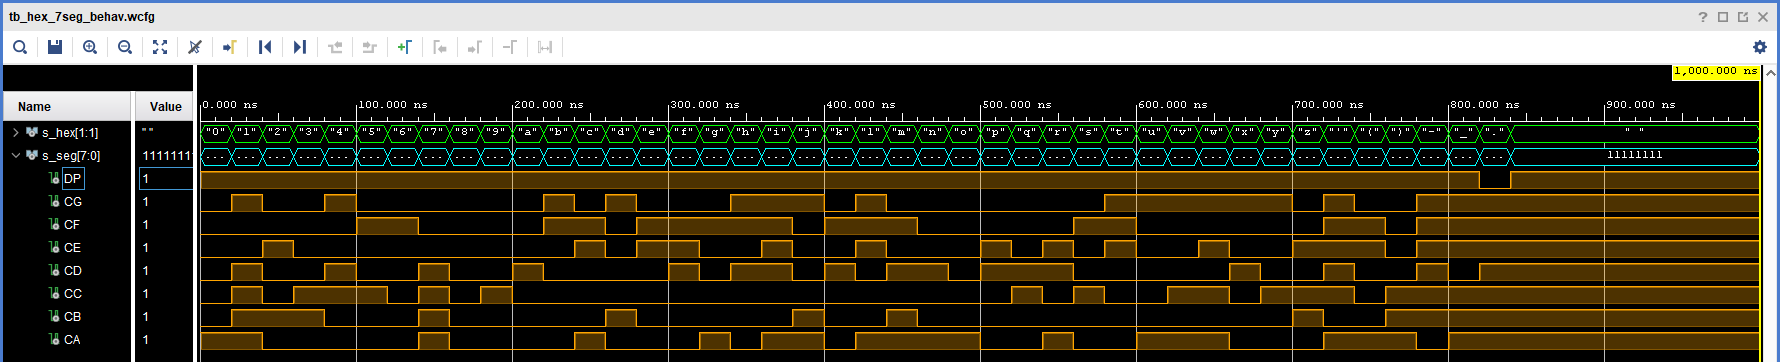 tb_hex_7seg_behav.wcfg
1,000.000 ns
Name Value
0.000 ns 100.000 ns 200.000 ns 300.000 ns 400.000 ns 500.000 ns 600.000 ns 700.000 ns 800.000 ns 900.000 ns
s_hex[1:1] " " "0" "1" "2" "3" "4" "5" "6" "7" "8" "9" "a" "b" "c" "d" "e" "f" "g" "h" "i" "j" "k" "l" "m" "n" "o" "p" "q" "r" "s" "t" "u" "v" "w" "x" "y" "z" "(" ")" "-" "_" "." " "
s_seg[7:0] 11111111 ... ... ... ... ... ... ... ... ... ... ... ... ... ... ... ... ... ... ... ... ... ... ... ... ... ... ... ... ... ... ... ... ... ... ... ... ... ... ... ... ... ... 11111111
DP 1
CG 1
CF 1
CE 1
CD 1
CC 1
CB 1
CA 1